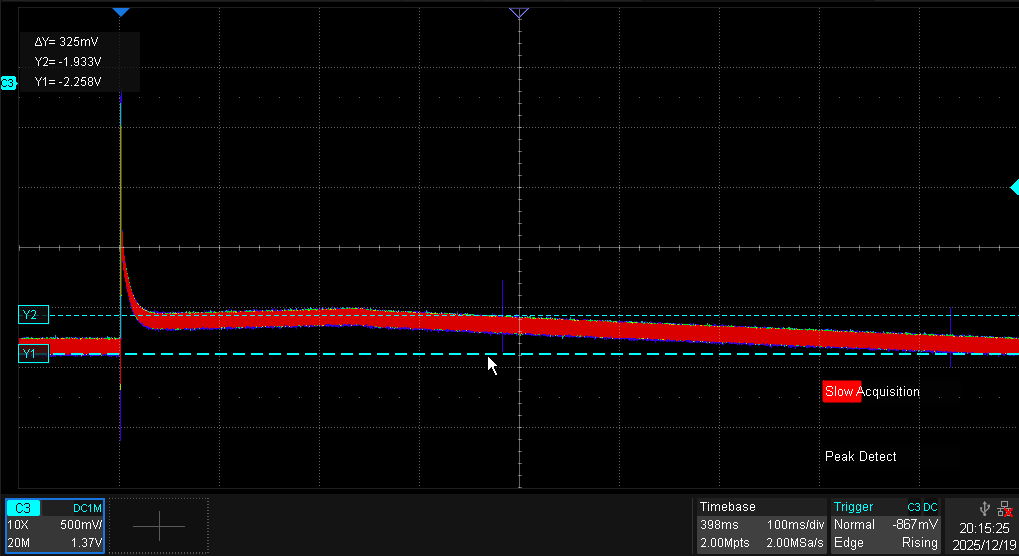 ΔY= 325mV
Y2= -1.933V
Y1= -2.258V
C3
Y2
Y1
Slow Acquisition
Peak Detect
C3 DC1M
10X 500mV/
20M 1.37V
Timebase
398ms 100ms/div
2.00Mpts 2.00MSa/s
Trigger C3 DC
Normal -867mV
Edge Rising
20:15:25
2025/12/19